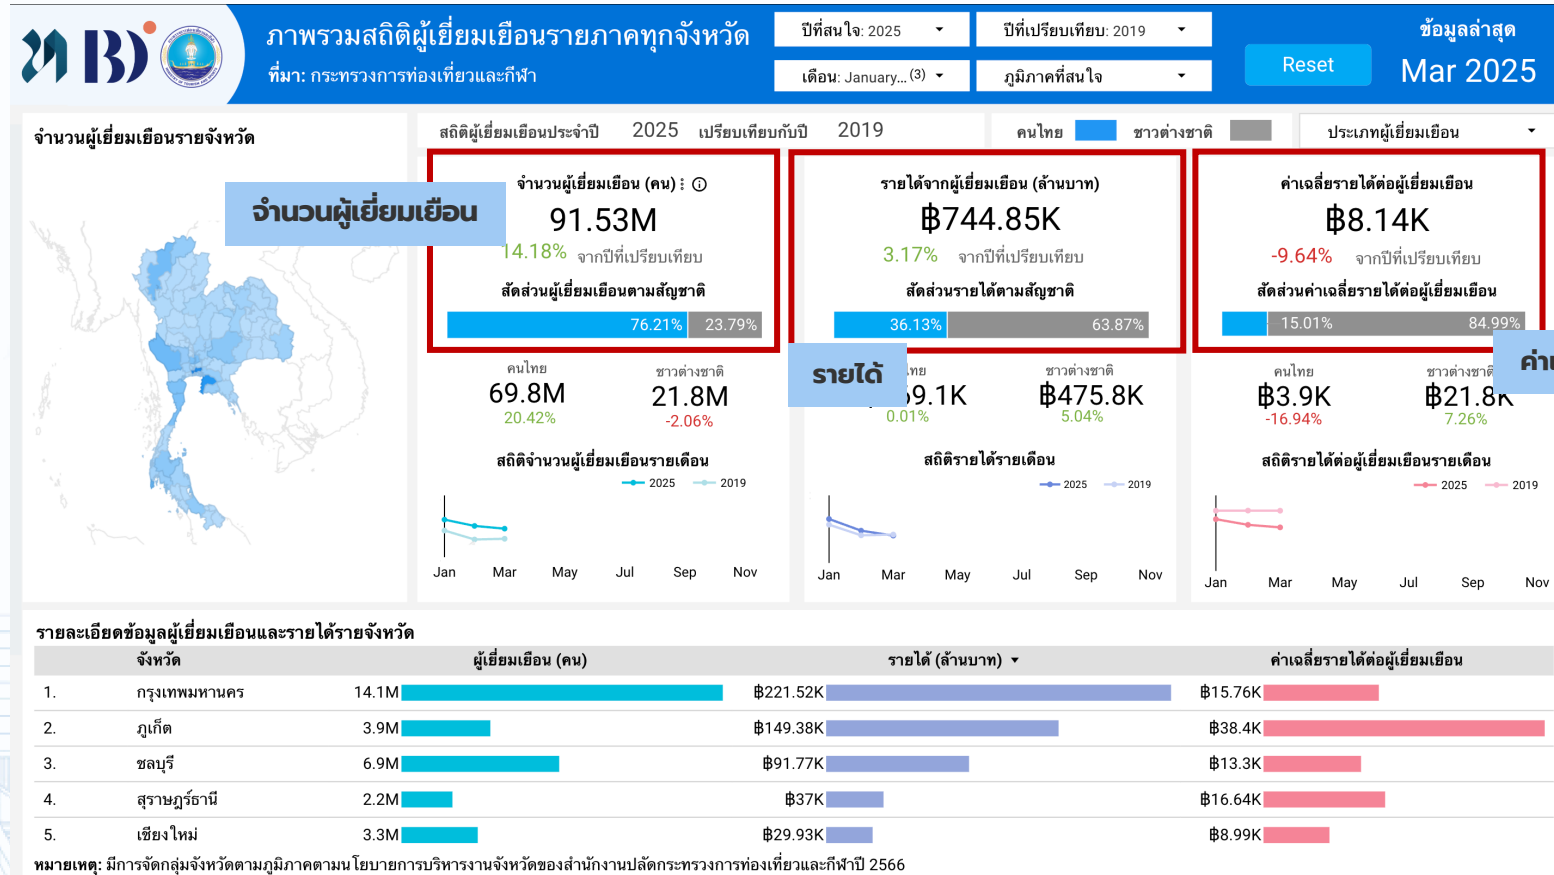 ภาพรวมสถิติผู้เยี่ยมเยือนรายภาคทุกจังหวัด
ที่มา: กระทรวงการท่องเที่ยวและกีฬา
ปีที่สนใจ: 2025
ปีที่เปรียบเทียบ: 2019
เดือน: January... (3)
ภูมิภาคที่สนใจ
Reset
ข้อมูลล่าสุด
Mar 2025
จำนวนผู้เยี่ยมเยือนรายจังหวัด
สถิติผู้เยี่ยมเยือนประจำปี 2025 เปรียบเทียบกับปี 2019
คนไทย ชาวต่างชาติ
ประเภทผู้เยี่ยมเยือน
จำนวนผู้เยี่ยมเยือน
จำนวนผู้เยี่ยมเยือน (คน)
91.53M
14.18% จากปีที่เปรียบเทียบ
สัดส่วนผู้เยี่ยมเยือนตามสัญชาติ
76.21% 23.79%
คนไทย ชาวต่างชาติ
69.8M 21.8M
20.42% -2.06%
สถิติจำนวนผู้เยี่ยมเยือนรายเดือน
2025 2019
Jan Mar May Jul Sep Nov
รายได้จากผู้เยี่ยมเยือน (ล้านบาท)
฿744.85K
3.17% จากปีที่เปรียบเทียบ
สัดส่วนรายได้ตามสัญชาติ
36.13% 63.87%
รายได้
ชาวต่างชาติ
9.1K ฿475.8K
0.01% 5.04%
สถิติรายได้รายเดือน
2025 2019
Jan Mar May Jul Sep Nov
ค่าเฉลี่ยรายได้ต่อผู้เยี่ยมเยือน
฿8.14K
-9.64% จากปีที่เปรียบเทียบ
สัดส่วนค่าเฉลี่ยรายได้ต่อผู้เยี่ยมเยือน
15.01% 84.99%
คนไทย ชาวต่างชาติ
฿3.9K ฿21.8K
-16.94% 7.26%
สถิติรายได้ต่อผู้เยี่ยมเยือนรายเดือน
2025 2019
Jan Mar May Jul Sep Nov
รายละเอียดข้อมูลผู้เยี่ยมเยือนและรายได้รายจังหวัด
จังหวัด ผู้เยี่ยมเยือน (คน) รายได้ (ล้านบาท) ค่าเฉลี่ยรายได้ต่อผู้เยี่ยมเยือน
1. กรุงเทพมหานคร 14.1M ฿221.52K ฿15.76K
2. ภูเก็ต 3.9M ฿149.38K ฿38.4K
3. ชลบุรี 6.9M ฿91.77K ฿13.3K
4. สุราษฎร์ธานี 2.2M ฿37K ฿16.64K
5. เชียงใหม่ 3.3M ฿29.93K ฿8.99K
หมายเหตุ: มีการจัดกลุ่มจังหวัดตามภูมิภาคตามนโยบายการบริหารงานจังหวัดของสำนักงานปลัดกระทรวงการท่องเที่ยวและกีฬาปี 2566